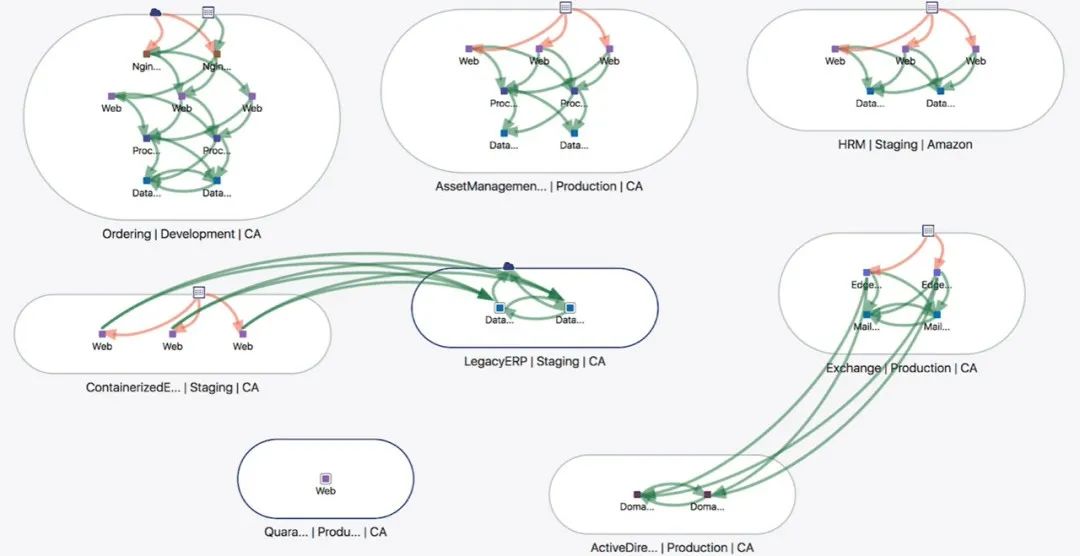 Ngin... Ngin...
Web Web Web
Proc... Proc...
Data... Data...
Ordering | Development | CA
Web Web Web
Proc... Proc...
Data... Data...
AssetManagemen... | Production | CA
Web Web Web
Data... Data...
HRM | Staging | Amazon
Web Web Web
ContainerizedE... | Staging | CA
Data... Data...
LegacyERP | Staging | CA
Edge... Edge...
Mail... Mail...
Exchange | Production | CA
Web
Quara... | Produ... | CA
Doma... Doma...
ActiveDire... | Production | CA